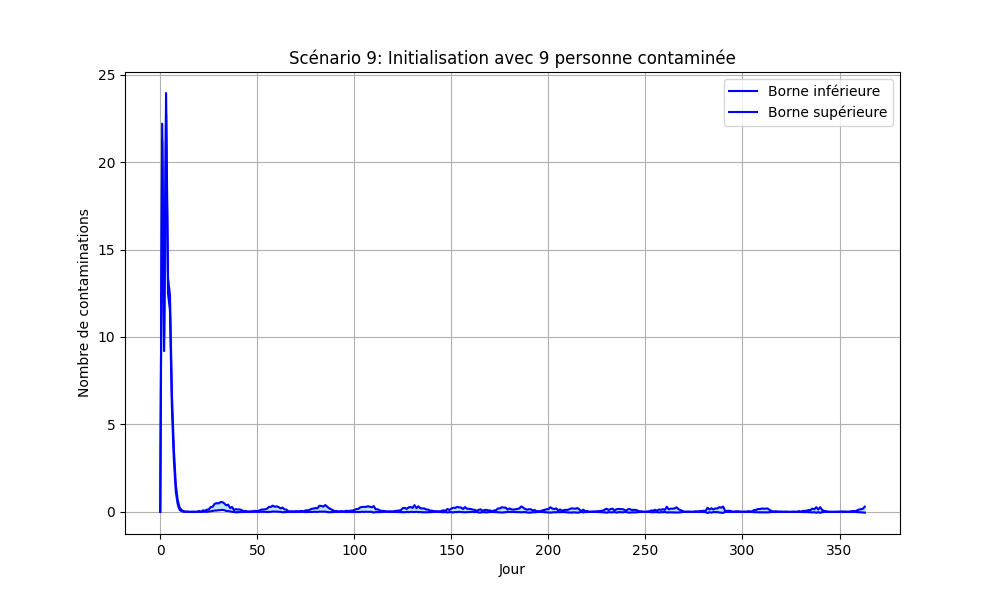 Scénario 9: Initialisation avec 9 personne contaminée
Borne inférieure
Borne supérieure
Nombre de contaminations
25
20
15
10
5
0
0 50 100 150 200 250 300 350
Jour